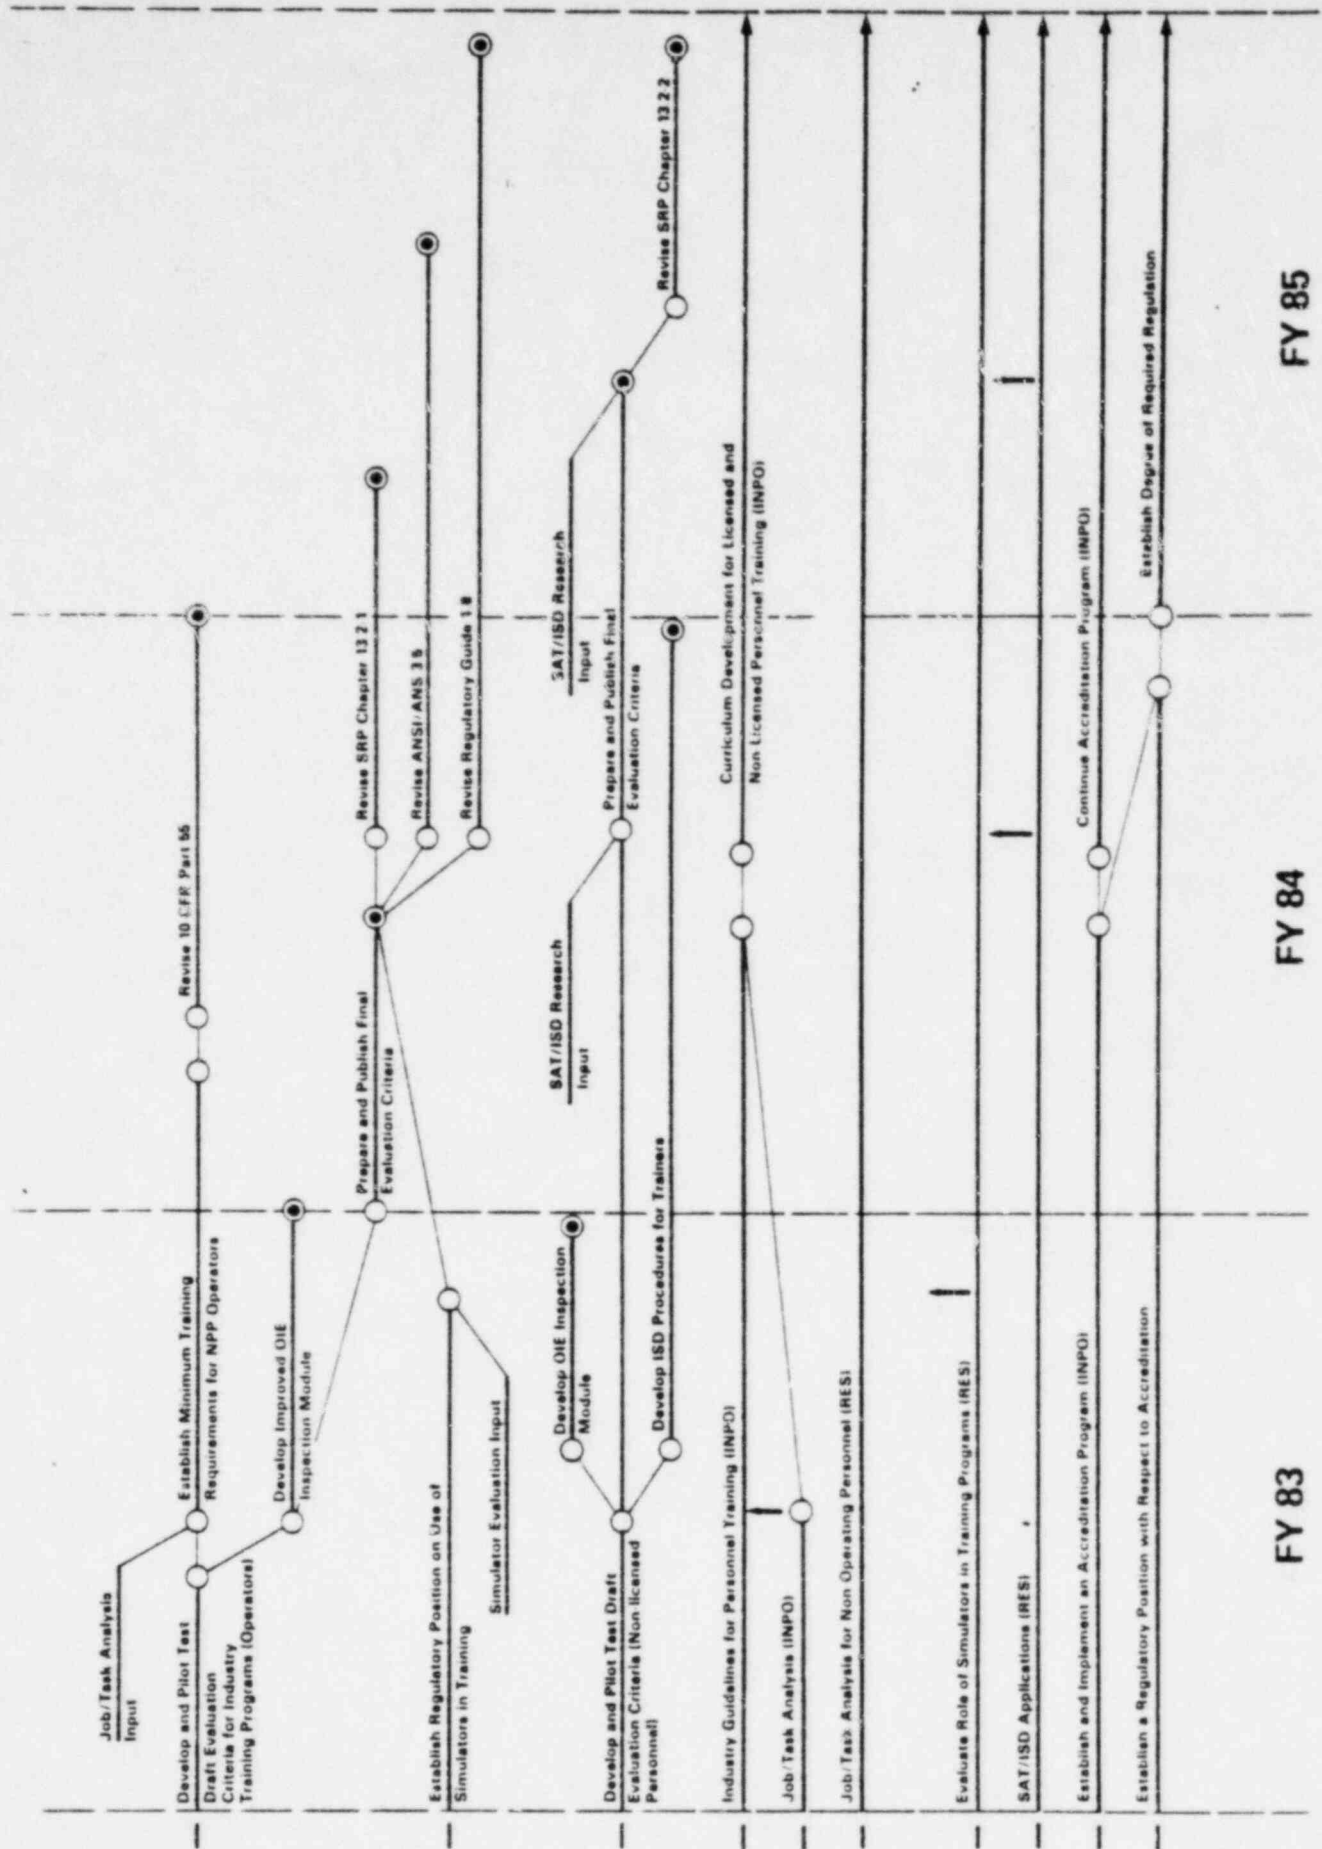 Job/Task Analysis
Input
Develop and Pilot Test
Draft Evaluation
Criteria for Industry
Training Programs (Operators)
Establish Minimum Training
Requirements for NPP Operators
Revise 10 CFR Part 55
Develop Improved OIE
Inspection Module
Prepare and Publish Final
Evaluation Criteria
Revise SRP Chapter 13 2 1
Revise ANSI/ANS 3 5
Revise Regulatory Guide 1 8
Establish Regulatory Position on Use of
Simulators in Training
Simulator Evaluation Input
Develop OIE Inspection
Module
SAT/ISD Research
Input
SAT/ISD Research
Input
Develop and Pilot Test Draft
Evaluation Criteria (Non licensed
Personnel)
Prepare and Publish Final
Evaluation Criteria
Develop ISD Procedures for Trainers
Revise SRP Chapter 13 2 2
Industry Guidelines for Personnel Training (INPO)
Curriculum Development for Licensed and
Non Licensed Personnel Training (INPO)
Job/Task Analysis (INPO)
Job/Task Analysis for Non Operating Personnel (RES)
Evaluate Role of Simulators in Training Programs (RES)
SAT/ISD Applications (RES)
Establish and Implement an Accreditation Program (INPO)
Continue Accreditation Program (INPO)
Establish a Regulatory Position with Respect to Accreditation
Establish Degree of Required Regulation
FY 83
FY 84
FY 85